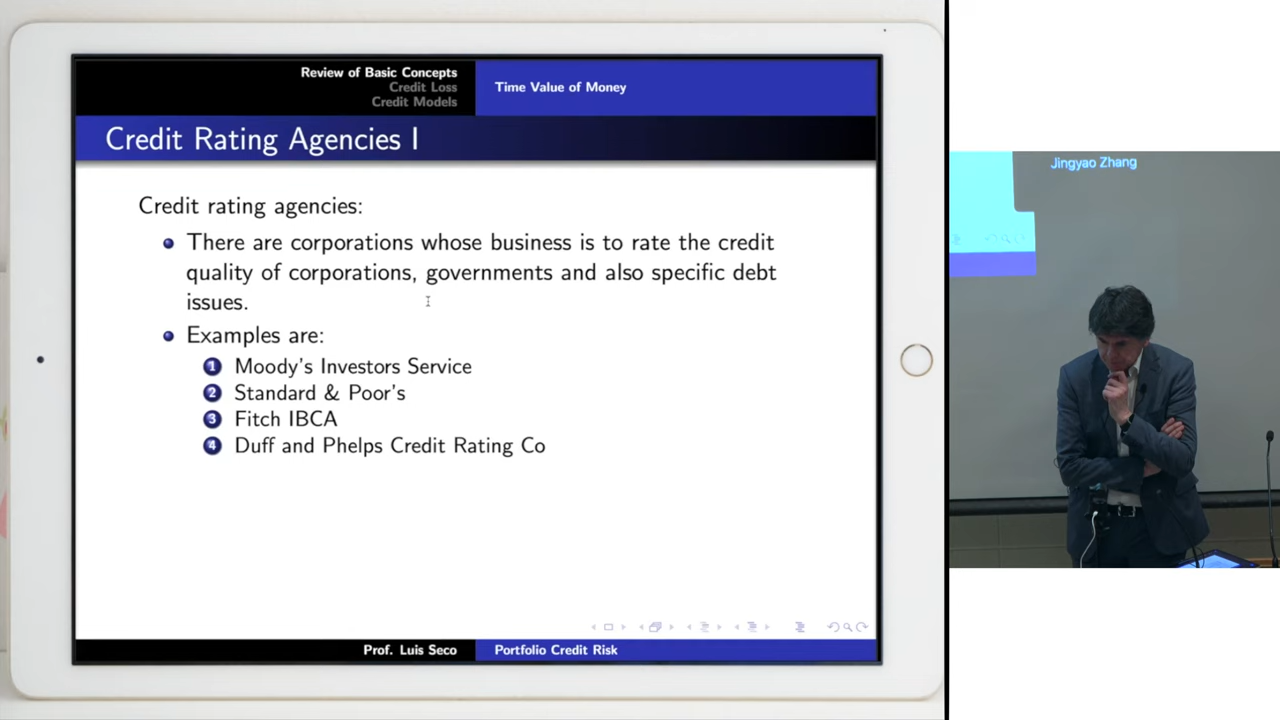 Review of Basic Concepts
Credit Loss
Credit Models
Time Value of Money
Credit Rating Agencies I
Credit rating agencies:
There are corporations whose business is to rate the credit
quality of corporations, governments and also specific debt
issues.
Examples are:
1 Moody's Investors Service
2 Standard & Poor's
3 Fitch IBCA
4 Duff and Phelps Credit Rating Co
Prof. Luis Seco
Portfolio Credit Risk
Jingyao Zhang